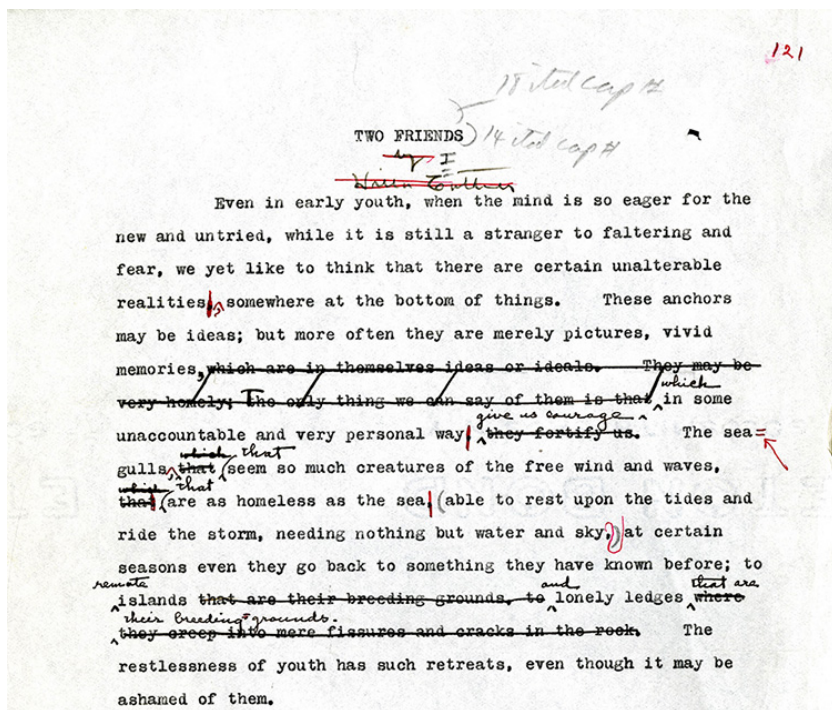 121
18 ital cap #
TWO FRIENDS) 14 ital cap #
by I
Willa Cather
Even in early youth, when the mind is so eager for the
new and untried, while it is still a stranger to faltering and
fear, we yet like to think that there are certain unalterable
realities, somewhere at the bottom of things. These anchors
may be ideas; but more often they are merely pictures, vivid
memories, which are in themselves ideas or ideals. They may be
which
very homely; The only thing we can say of them is that in some
give us courage
unaccountable and very personal way they fortify us. The sea=
which that
gulls, that seem so much creatures of the free wind and waves,
which that
that are as homeless as the sea, (able to rest upon the tides and
ride the storm, needing nothing but water and sky,) at certain
seasons even they go back to something they have known before; to
remote and that are
islands that are their breeding grounds, to lonely ledges where
their breeding-grounds.
they creep into mere fissures and cracks in the rock. The
restlessness of youth has such retreats, even though it may be
ashamed of them.